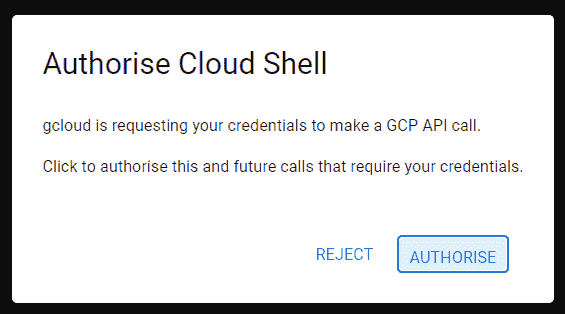 Authorise Cloud Shell
gcloud is requesting your credentials to make a GCP API call.
Click to authorise this and future calls that require your credentials.
REJECT AUTHORISE